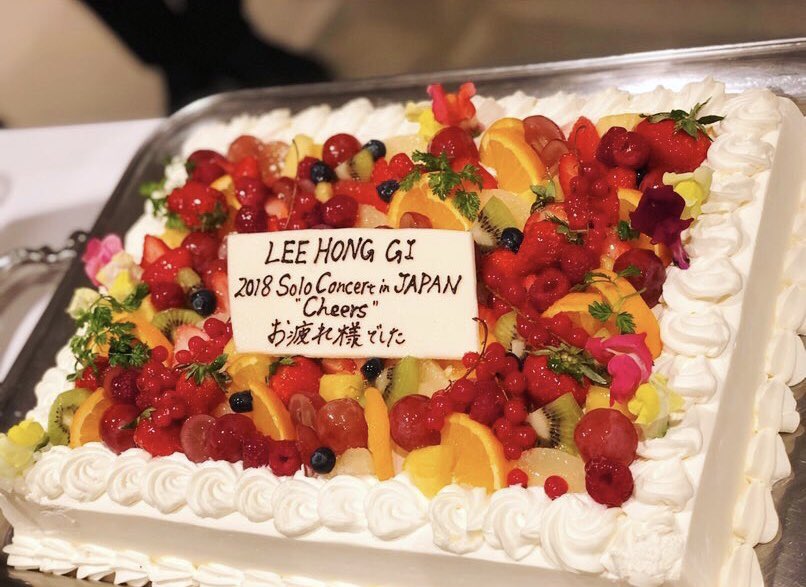 LEE HONG GI
2018 Solo Concert in JAPAN
"Cheers"
お疲れ様でした